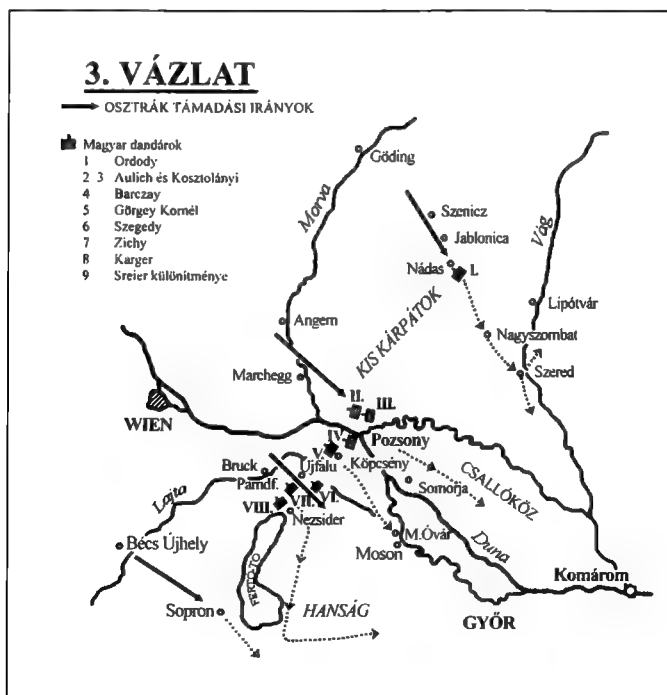 3. VÁZLAT
OSZTRÁK TÁMADÁSI IRÁNYOK
Magyar dandárok
1 Ordody
2 3 Aulich és Kosztolányi
4 Barczay
5 Görgey Kornél
6 Szegedy
7 Zichy
8 Karger
9 Sreier különítménye
Göding
Morva
Szenicz
Jablonica
Vág
Nádas
I.
KIS KÁRPÁTOK
Lipótvár
Angern
Nagyszombat
Marchegg
Szered
II.
III.
WIEN
IV.
Pozsony
V.
Köpcsény
Bruck
Újfalu
CSALLÓKÖZ
Parndf.
Somorja
Lajta
VII.
VI.
VIII.
Nezsider
Duna
M.Óvár
Bécs Újhely
Moson
FERTŐ-TÓ
Komárom
Sopron
HANSÁG
GYŐR